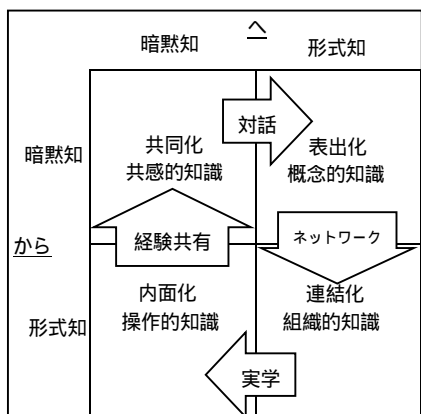 へ
暗黙知
形式知
対話
暗黙知
共同化
共感的知識
表出化
概念的知識
から
経験共有
ネットワーク
形式知
内面化
操作的知識
連結化
組織的知識
実学